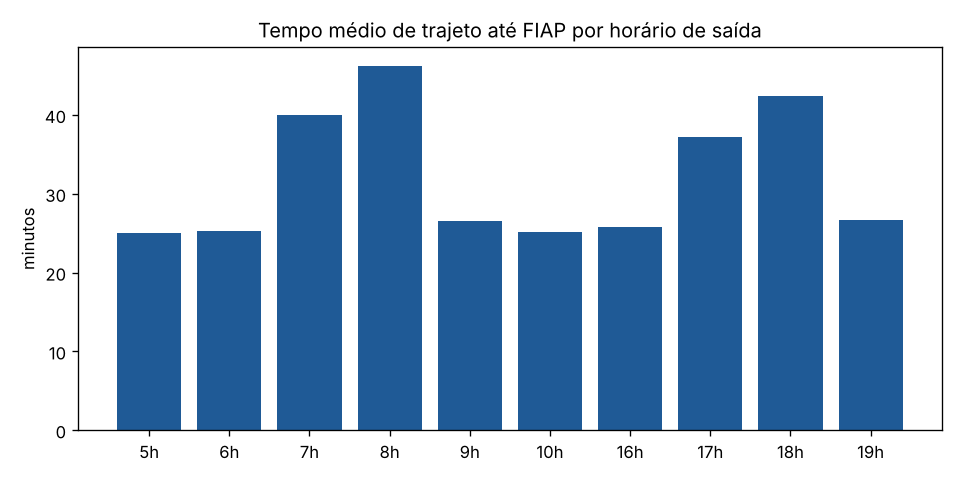 Tempo médio de trajeto até FIAP por horário de saída
minutos
40
30
20
10
0
5h 6h 7h 8h 9h 10h 16h 17h 18h 19h